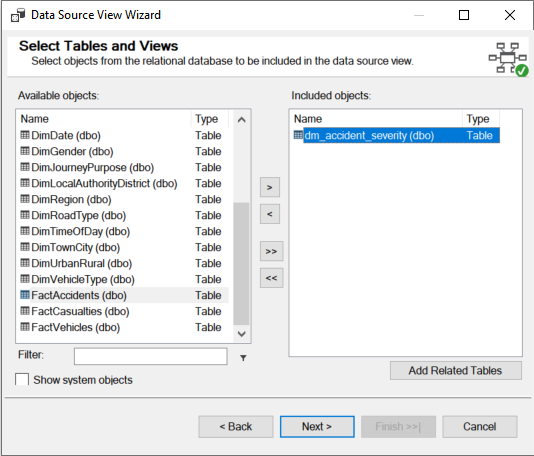 Data Source View Wizard
Select Tables and Views
Select objects from the relational database to be included in the data source view.
Available objects:
Name Type
DimDate (dbo) Table
DimGender (dbo) Table
DimJourneyPurpose (dbo) Table
DimLocalAuthorityDistrict (dbo) Table
DimRegion (dbo) Table
DimRoadType (dbo) Table
DimTimeOfDay (dbo) Table
DimTownCity (dbo) Table
DimUrbanRural (dbo) Table
DimVehicleType (dbo) Table
FactAccidents (dbo) Table
FactCasualties (dbo) Table
FactVehicles (dbo) Table
Filter:
Show system objects
>
<
>>
<<
Included objects:
Name Type
dm_accident_severity (dbo) Table
Add Related Tables
< Back Next > Finish >>| Cancel